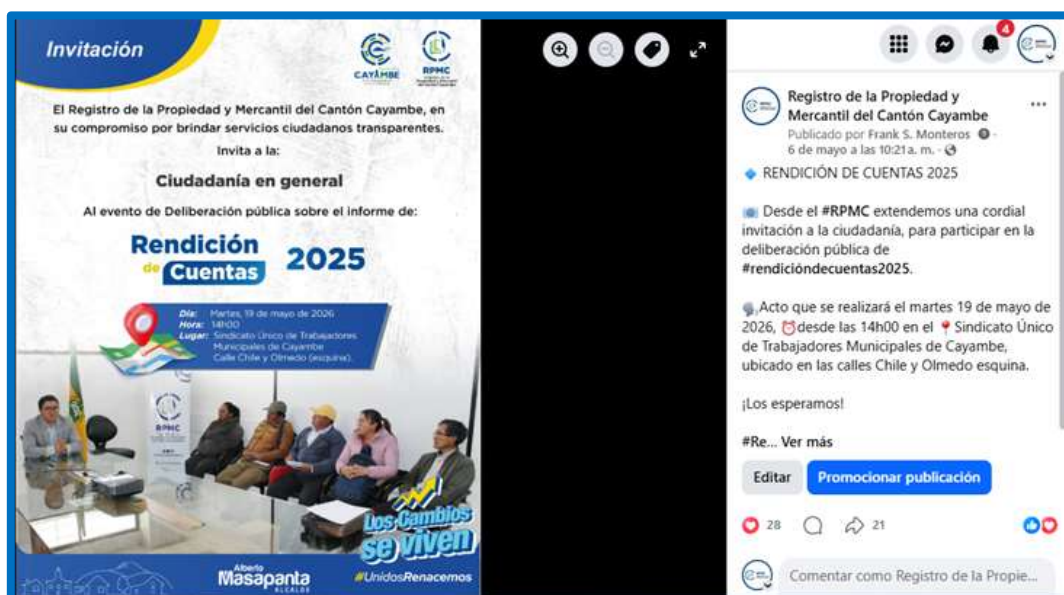 Invitación
CAYAMBE
RPMC
El Registro de la Propiedad y Mercantil del Cantón Cayambe, en
su compromiso por brindar servicios ciudadanos transparentes.
Invita a la:
Ciudadanía en general
Al evento de Deliberación pública sobre el informe de:
Rendición
de Cuentas
2025
Día: Martes, 19 de mayo de 2026
Hora: 14h00
Lugar: Sindicato Único de Trabajadores
Municipales de Cayambe
Calle Chile y Olmedo (esquina).
RPMC
Los Cambios
se viven
Alberto
Masapanta
ALCALDE
#UnidosRenacemos
4
Registro de la Propiedad y
Mercantil del Cantón Cayambe
Publicado por Frank S. Monteros
6 de mayo a las 10:21 a. m. ·
RENDICIÓN DE CUENTAS 2025
Desde el #RPMC extendemos una cordial
invitación a la ciudadanía, para participar en la
deliberación pública de
#rendicióndecuentas2025.
Acto que se realizará el martes 19 de mayo de
2026, desde las 14h00 en el Sindicato Único
de Trabajadores Municipales de Cayambe,
ubicado en las calles Chile y Olmedo esquina.
¡Los esperamos!
#Re... Ver más
Editar
Promocionar publicación
28
21
Comentar como Registro de la Propie...